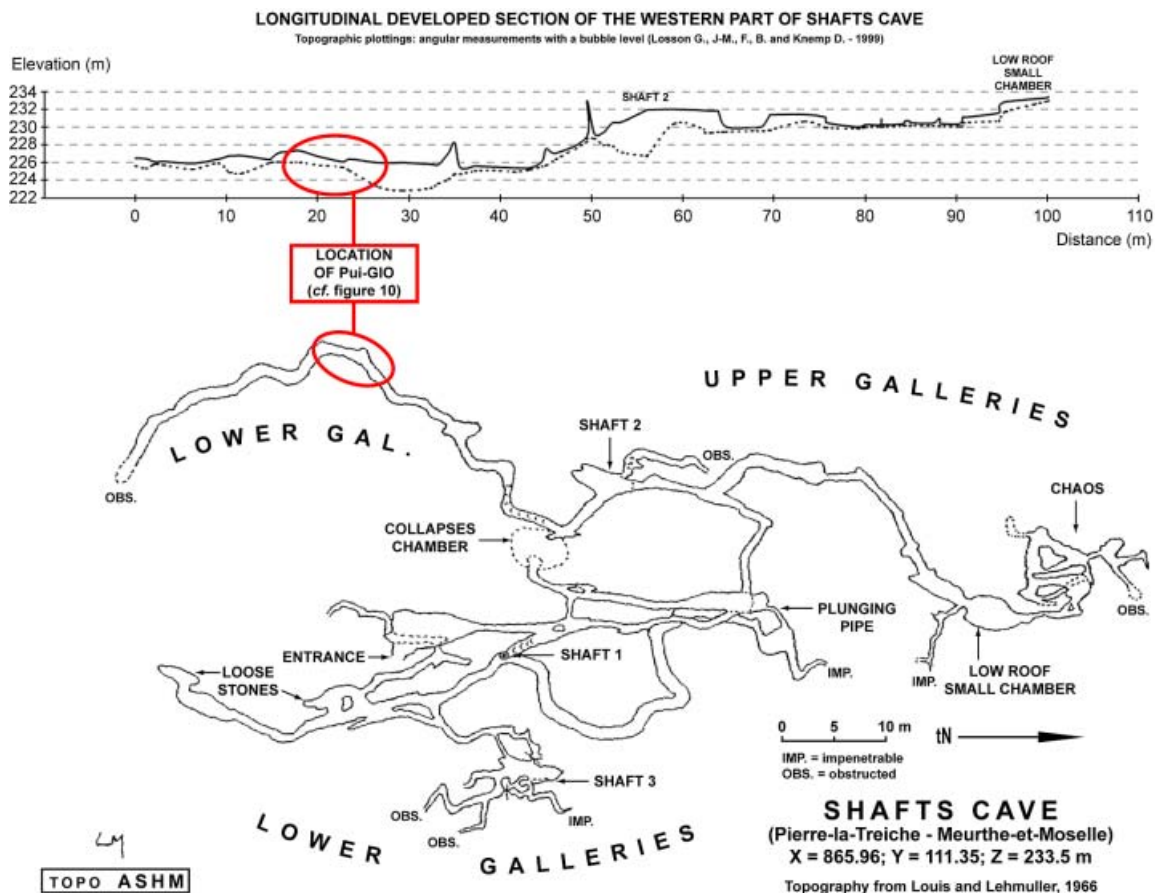 LONGITUDINAL DEVELOPED SECTION OF THE WESTERN PART OF SHAFTS CAVE
Topographic plottings: angular measurements with a bubble level (Losson G., J-M., F., B. and Knemp D. - 1999)
Elevation (m)
LOW ROOF
SMALL
CHAMBER
SHAFT 2
234
232
230
228
226
224
222
0 10 20 30 40 50 60 70 80 90 100 110
Distance (m)
LOCATION
OF Pui-GIO
(cf. figure 10)
UPPER GALLERIES
LOWER GAL.
SHAFT 2
OBS.
OBS.
CHAOS
COLLAPSES
CHAMBER
OBS.
PLUNGING
PIPE
ENTRANCE
SHAFT 1
LOOSE
STONES
IMP.
IMP.
LOW ROOF
SMALL CHAMBER
0 5 10 m
tN
IMP. = impenetrable
OBS. = obstructed
SHAFT 3
OBS.
IMP.
OBS.
LOWER GALLERIES
SHAFTS CAVE
(Pierre-la-Treiche - Meurthe-et-Moselle)
X = 865.96; Y = 111.35; Z = 233.5 m
Topography from Louis and Lehmuller, 1966
TOPO ASHM